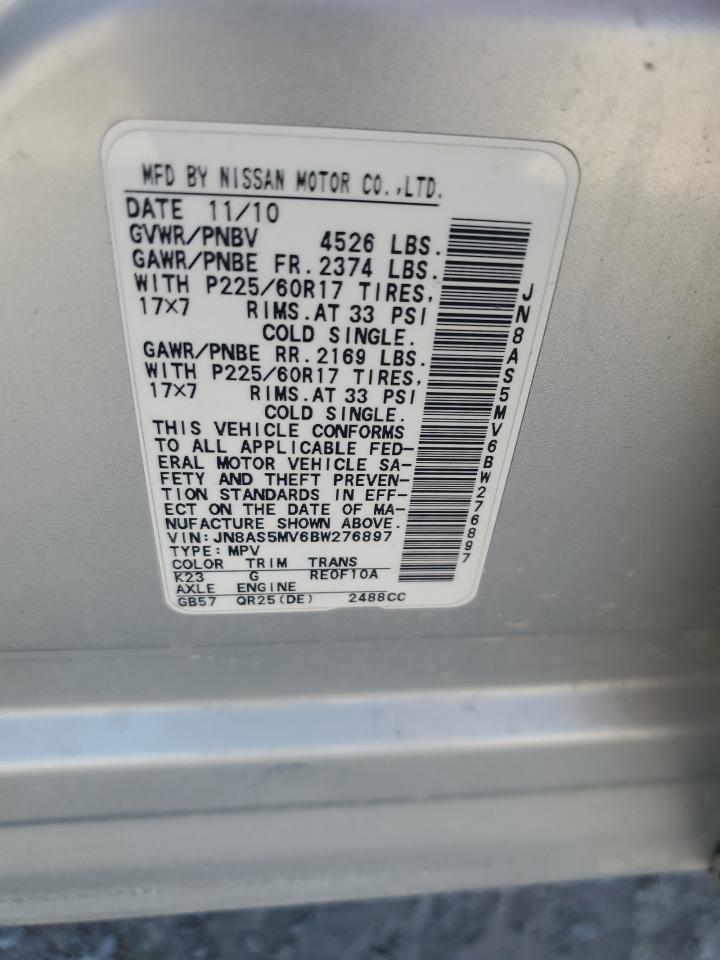 MFD BY NISSAN MOTOR CO.,LTD.
DATE 11/10
GVWR/PNBV 4526 LBS.
GAWR/PNBE FR.2374 LBS.
WITH P225/60R17 TIRES,
17X7 RIMS.AT 33 PSI
COLD SINGLE.
GAWR/PNBE RR.2169 LBS.
WITH P225/60R17 TIRES,
17X7 RIMS.AT 33 PSI
COLD SINGLE.
THIS VEHICLE CONFORMS
TO ALL APPLICABLE FED-
ERAL MOTOR VEHICLE SA-
FETY AND THEFT PREVEN-
TION STANDARDS IN EFF-
ECT ON THE DATE OF MA-
NUFACTURE SHOWN ABOVE.
VIN:JN8AS5MV6BW276897
TYPE:MPV
COLOR TRIM TRANS
K23 G RE0F10A
AXLE ENGINE
GB57 QR25(DE) 2488CC
JN8AS5MV6BW276897